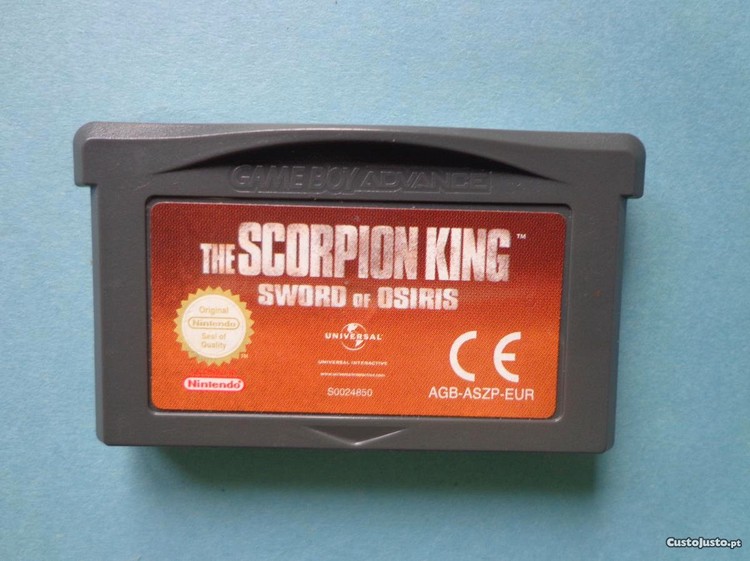 GAME BOY ADVANCE
THE SCORPION KING™
SWORD OF OSIRIS
Original
Nintendo
Seal of
Quality
TM
Nintendo
UNIVERSAL
UNIVERSAL INTERACTIVE
S0024850
CE
AGB-ASZP-EUR
CustoJusto.pt